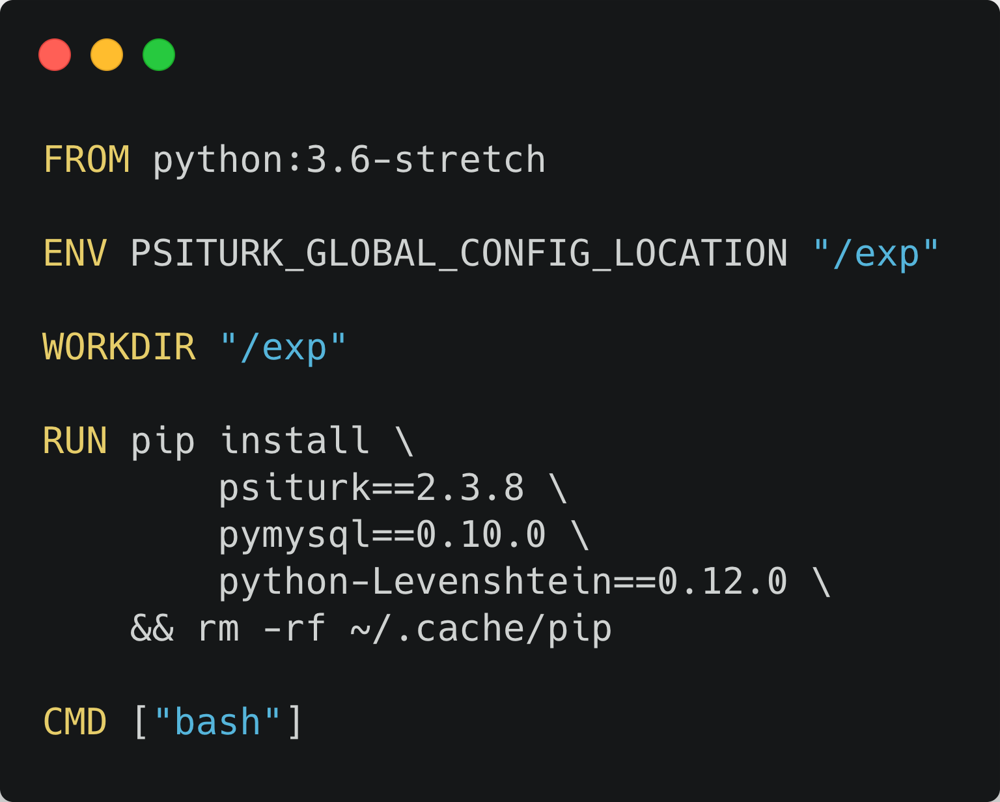 FROM python:3.6-stretch
ENV PSITURK_GLOBAL_CONFIG_LOCATION "/exp"
WORKDIR "/exp"
RUN pip install \
        psiturk==2.3.8 \
        pymysql==0.10.0 \
        python-Levenshtein==0.12.0 \
    && rm -rf ~/.cache/pip
CMD ["bash"]